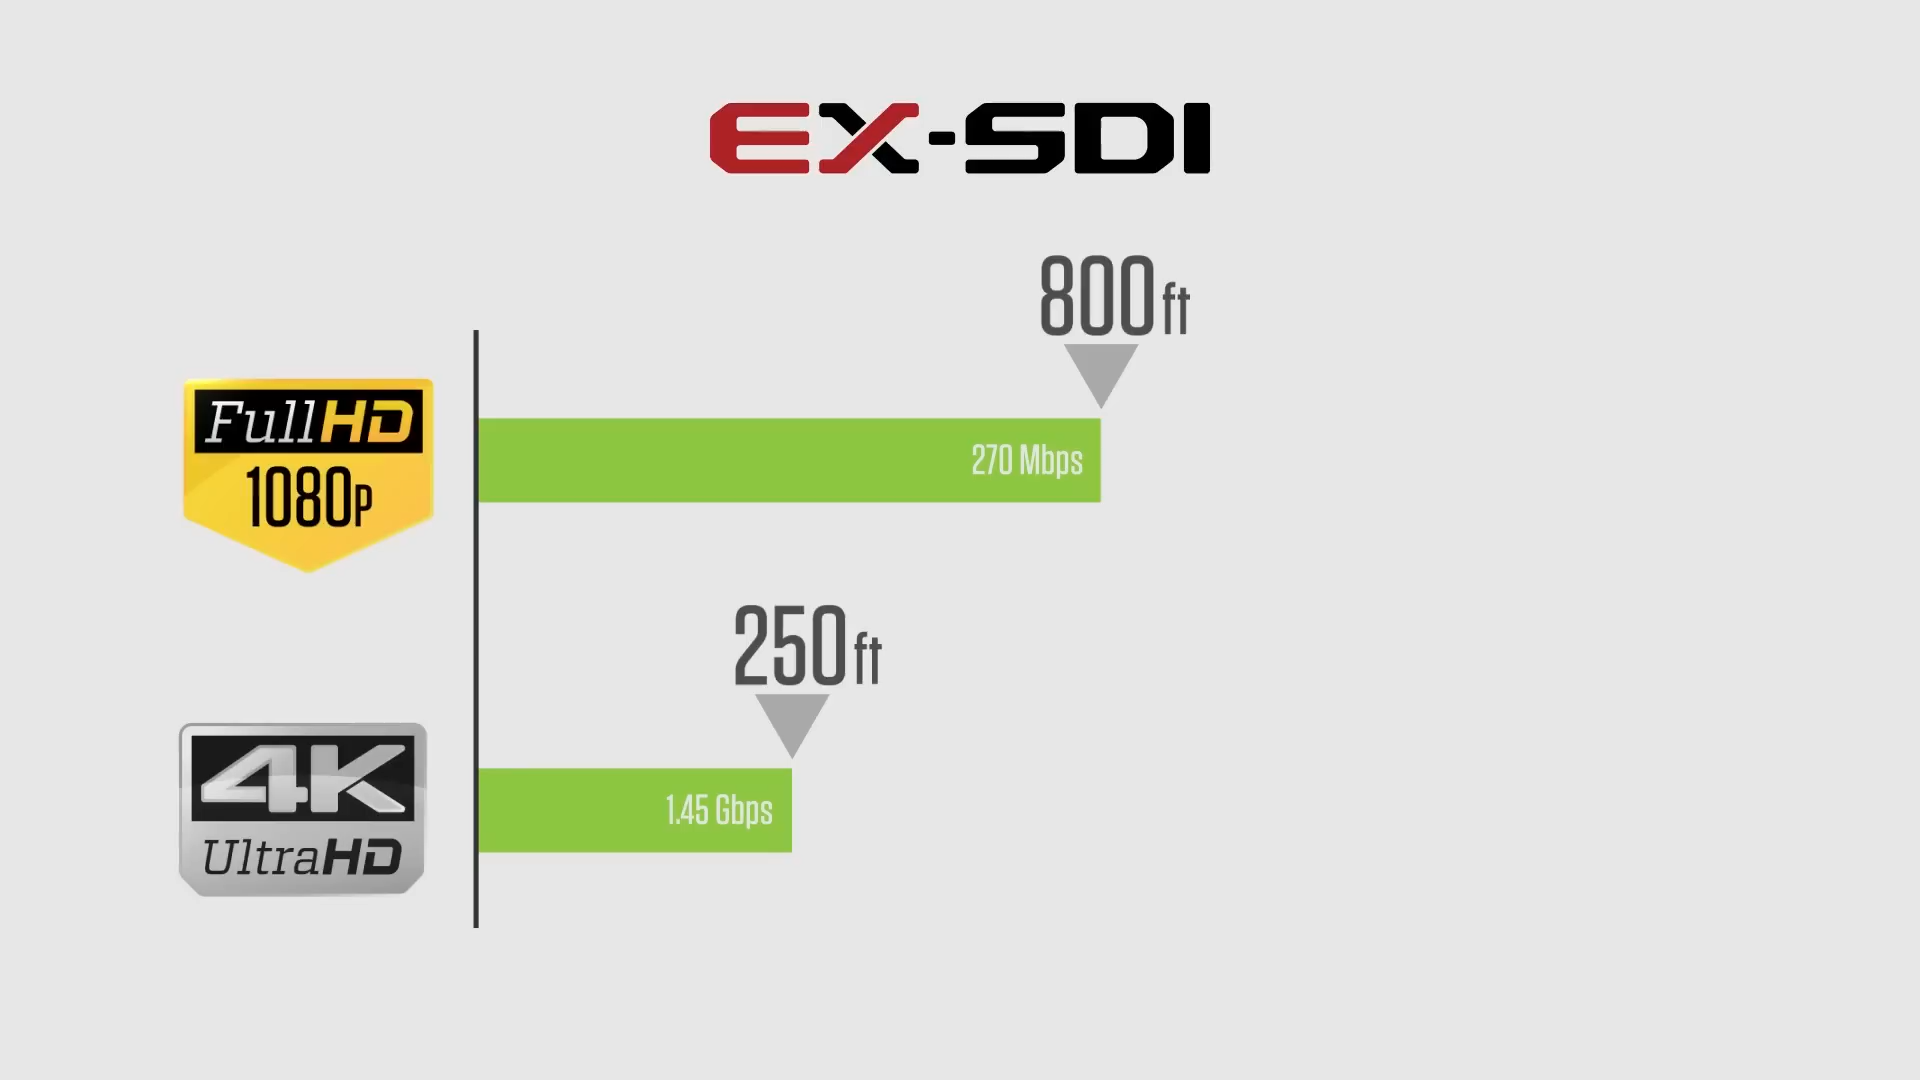 EX-SDI
800ft
FullHD
270 Mbps
1080P
250ft
4K
1.45 Gbps
UltraHD